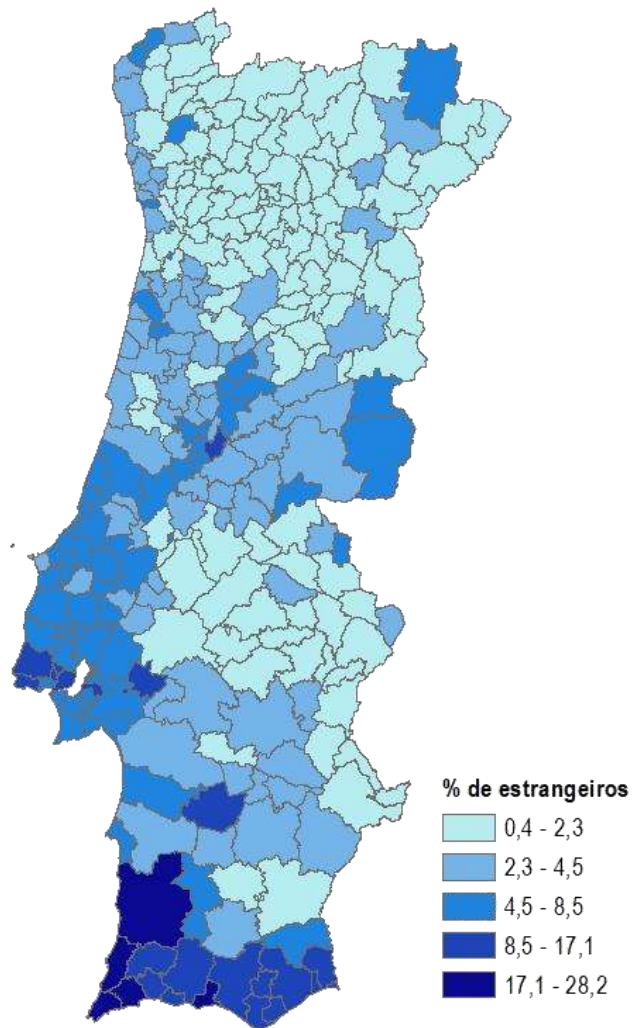 % de estrangeiros
0,4 - 2,3
2,3 - 4,5
4,5 - 8,5
8,5 - 17,1
17,1 - 28,2